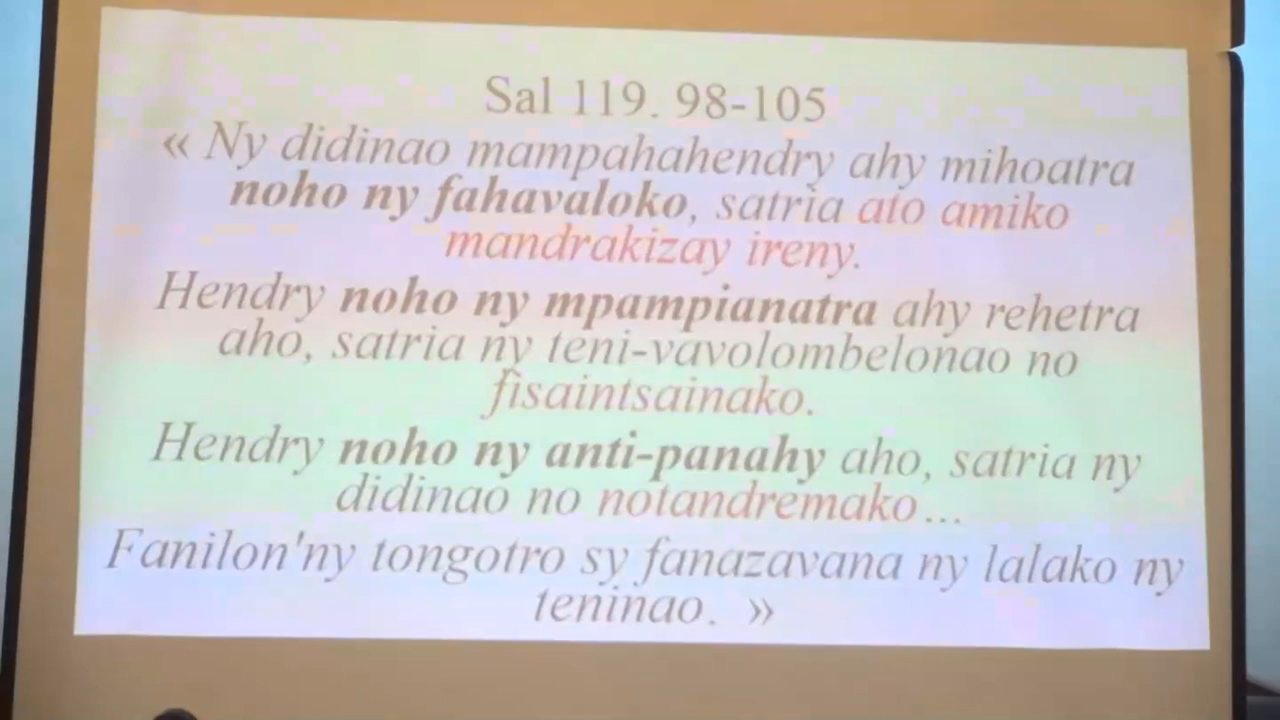 Sal 119. 98-105
« Ny didinao mampahahendry ahy mihoatra
noho ny fahavaloko, satria ato amiko
mandrakizay ireny.
Hendry noho ny mpampianatra ahy rehetra
aho, satria ny teni-vavolombelonao no
fisaintsainako.
Hendry noho ny anti-panahy aho, satria ny
didinao no notandremako...
Fanilon'ny tongotro sy fanazavana ny lalako ny
teninao. »